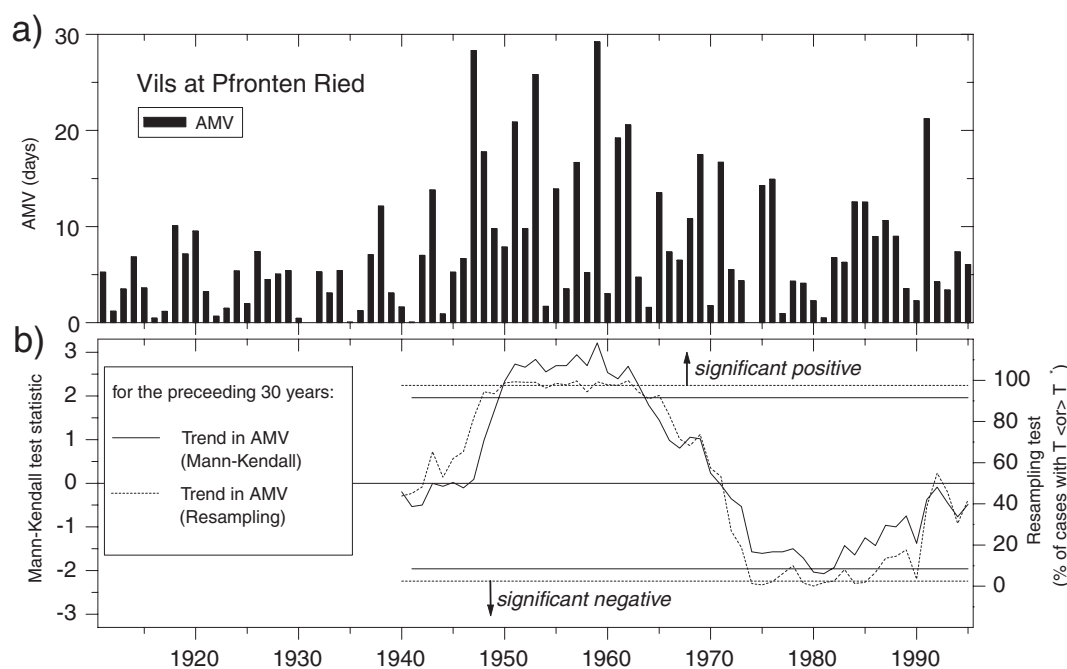 a)
30
20
10
0
AMV (days)
Vils at Pfronten Ried
AMV
b)
3
2
1
0
-1
-2
-3
Mann-Kendall test statistic
for the preceeding 30 years:
Trend in AMV
(Mann-Kendall)
Trend in AMV
(Resampling)
significant positive
significant negative
100
80
60
40
20
0
Resampling test
(% of cases with T <or> T*)
1920
1930
1940
1950
1960
1970
1980
1990